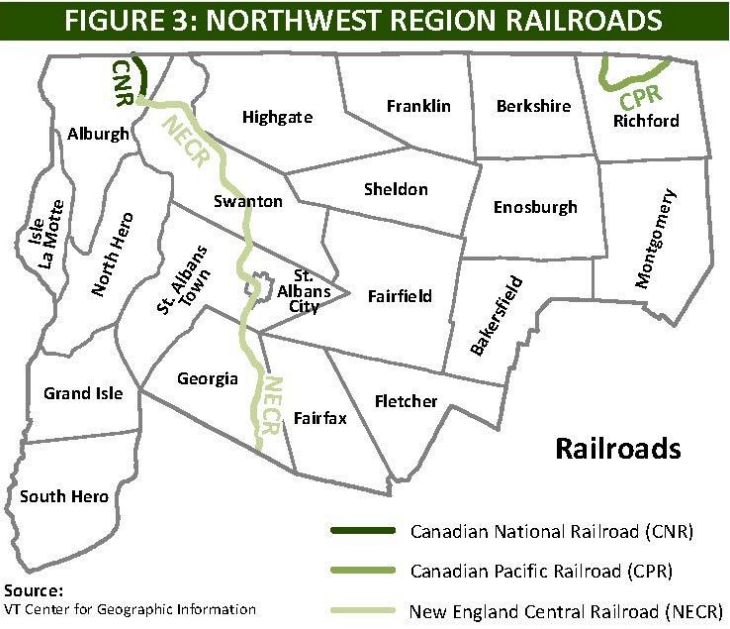 FIGURE 3: NORTHWEST REGION RAILROADS
CNR
Alburgh
NECR
Highgate
Franklin
Berkshire
CPR
Richford
Isle
La Motte
North Hero
Swanton
Sheldon
Enosburgh
Montgomery
St. Albans
Town
St.
Albans
City
Fairfield
Bakersfield
Grand Isle
Georgia
NECR
Fairfax
Fletcher
South Hero
Railroads
Canadian National Railroad (CNR)
Canadian Pacific Railroad (CPR)
New England Central Railroad (NECR)
Source:
VT Center for Geographic Information